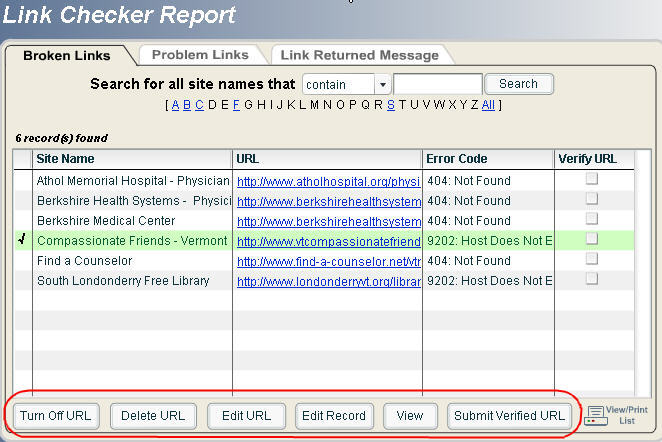 Link Checker Report
Broken Links Problem Links Link Returned Message
Search for all site names that contain Search
[ A B C D E F G H I J K L M N O P Q R S T U V W X Y Z All ]
6 record(s) found
Site Name URL Error Code Verify URL
Athol Memorial Hospital - Physician http://www.atholhospital.org/physi 404: Not Found
Berkshire Health Systems - Physici http://www.berkshirehealthsystem 404: Not Found
Berkshire Medical Center http://www.berkshirehealthsystem 404: Not Found
√ Compassionate Friends - Vermont http://www.vtcompassionatefriend 9202: Host Does Not E
Find a Counselor http://www.find-a-counselor.net/vtr 404: Not Found
South Londonderry Free Library http://www.londonderryvt.org/librar 9202: Host Does Not E
Turn Off URL Delete URL Edit URL Edit Record View Submit Verified URL View/Print
List